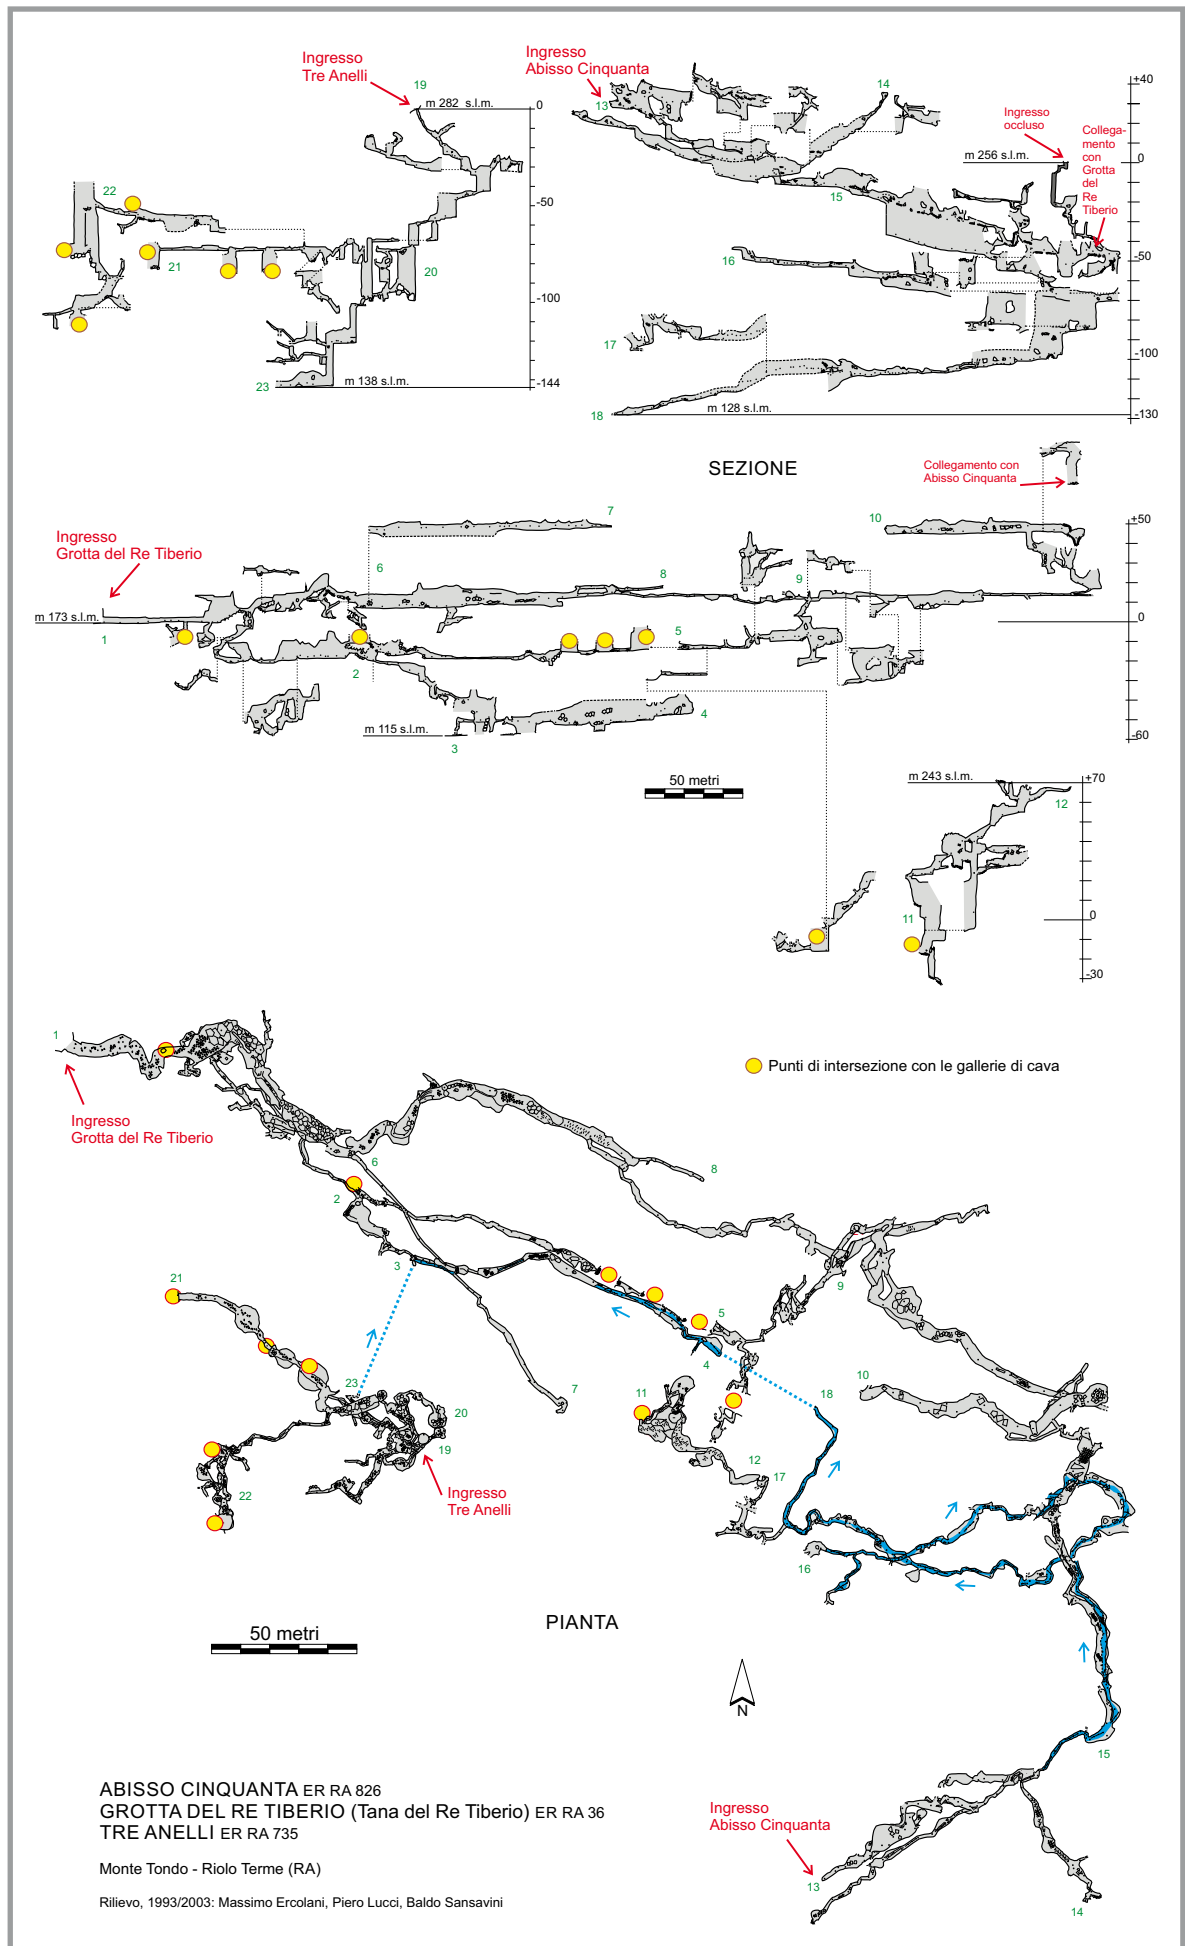 Ingresso
Tre Anelli
19
m 282 s.l.m.
0
-50
-100
-144
22
21
20
23
m 138 s.l.m.
Ingresso
Abisso Cinquanta
13
14
+40
Ingresso
occluso
Collega-
mento
con
Grotta
del
Re
Tiberio
m 256 s.l.m.
0
15
16
-50
17
-100
18
m 128 s.l.m.
-130
SEZIONE
Collegamento con
Abisso Cinquanta
7
10
+50
Ingresso
Grotta del Re Tiberio
6
8
9
m 173 s.l.m.
0
1
5
2
4
m 115 s.l.m.
3
-60
50 metri
m 243 s.l.m.
+70
12
11
0
-30
1
Punti di intersezione con le gallerie di cava
Ingresso
Grotta del Re Tiberio
6
8
2
3
9
21
5
4
23
7
11
10
18
20
19
12
17
Ingresso
Tre Anelli
22
16
PIANTA
50 metri
N
15
ABISSO CINQUANTA ER RA 826
GROTTA DEL RE TIBERIO (Tana del Re Tiberio) ER RA 36
TRE ANELLI ER RA 735
Ingresso
Abisso Cinquanta
Monte Tondo - Riolo Terme (RA)
13
14
Rilievo, 1993/2003: Massimo Ercolani, Piero Lucci, Baldo Sansavini